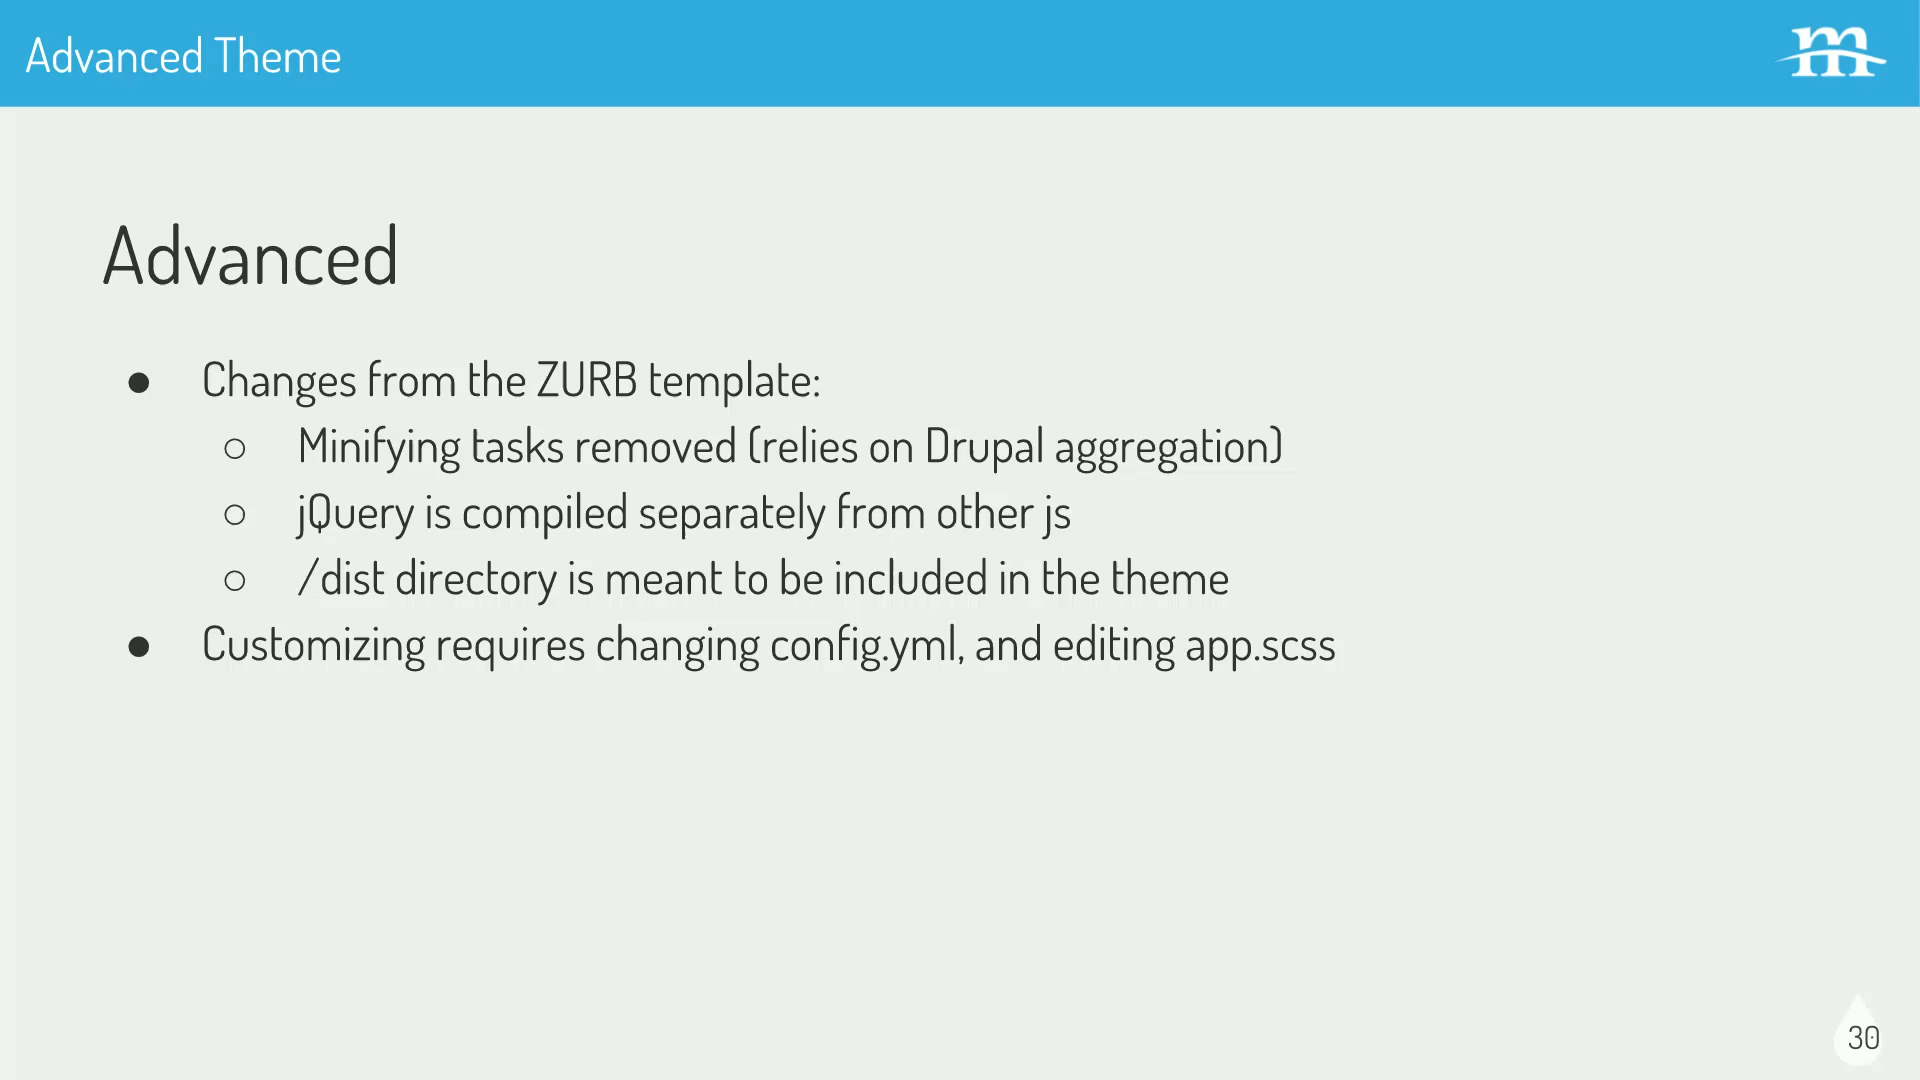 Advanced Theme
m
Advanced
● Changes from the ZURB template:
○ Minifying tasks removed (relies on Drupal aggregation)
○ jQuery is compiled separately from other js
○ /dist directory is meant to be included in the theme
● Customizing requires changing config.yml, and editing app.scss
30